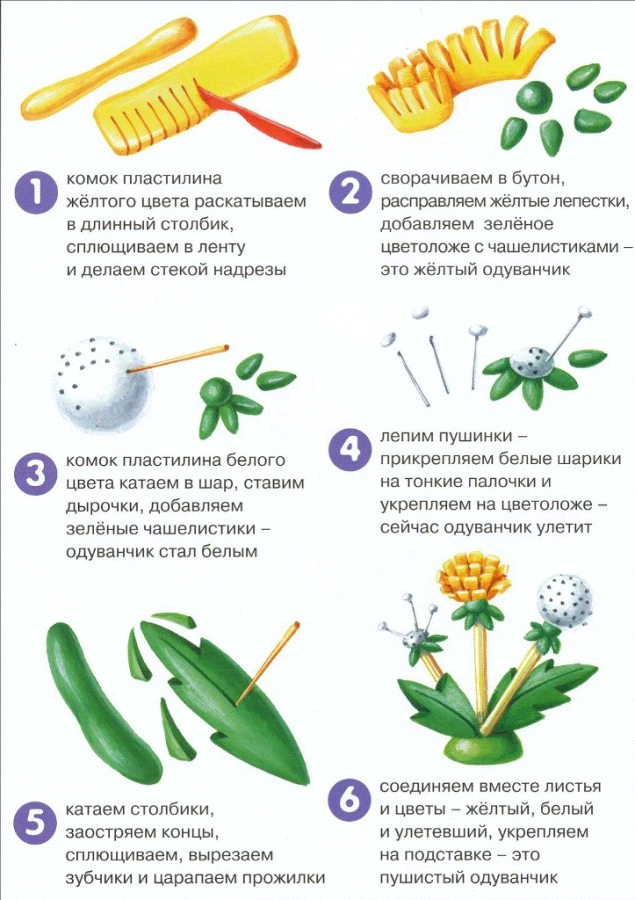 1
комок пластилина
жёлтого цвета раскатываем
в длинный столбик,
сплющиваем в ленту
и делаем стекой надрезы
2
сворачиваем в бутон,
расправляем жёлтые лепестки,
добавляем зелёное
цветоложе с чашелистиками –
это жёлтый одуванчик
3
комок пластилина белого
цвета катаем в шар, ставим
дырочки, добавляем
зелёные чашелистики –
одуванчик стал белым
4
лепим пушинки –
прикрепляем белые шарики
на тонкие палочки и
укрепляем на цветоложе –
сейчас одуванчик улетит
5
катаем столбики,
заостряем концы,
сплющиваем, вырезаем
зубчики и царапаем прожилки
6
соединяем вместе листья
и цветы – жёлтый, белый
и улетевший, укрепляем
на подставке – это
пушистый одуванчик